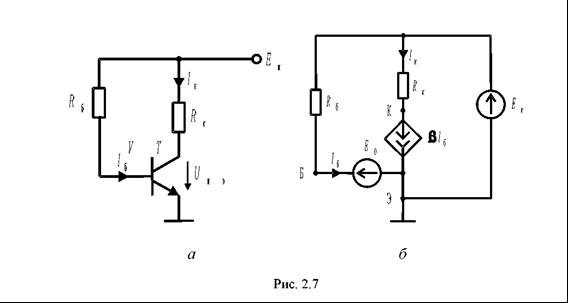 E к
I к
R б
R к
V T
I б
U к э
а
I к
R б
R к
К
E к
βI б
E 0
I б
Б
Э
б
Рис. 2.7